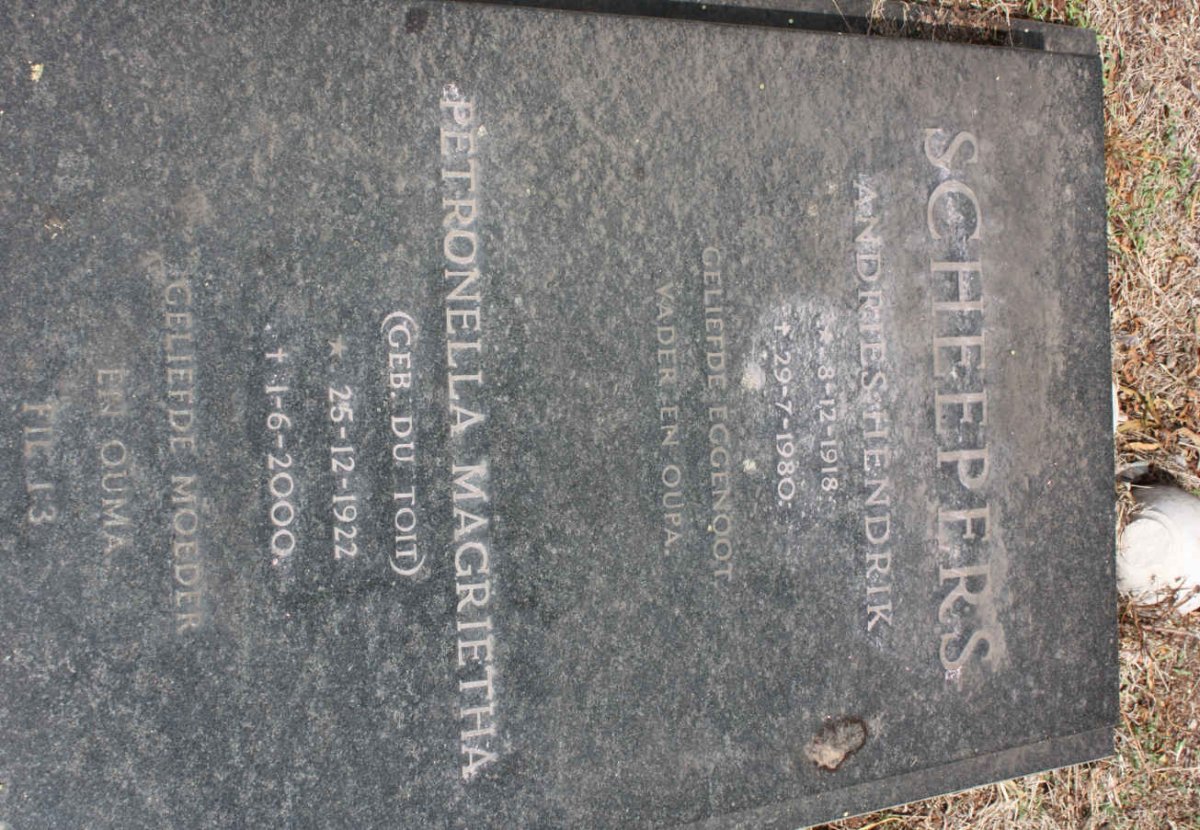 SCHEEPERS
ANDRIES HENDRIK
★ 8-12-1918
† 29-7-1980.
GELIEFDE EGGENOOT
VADER EN OUPA.
PETRONELLA MAGRIETHA
(GEB. DU TOIT)
★ 25-12-1922
† 1-6-2000.
GELIEFDE MOEDER
EN OUMA
FIL 1:3